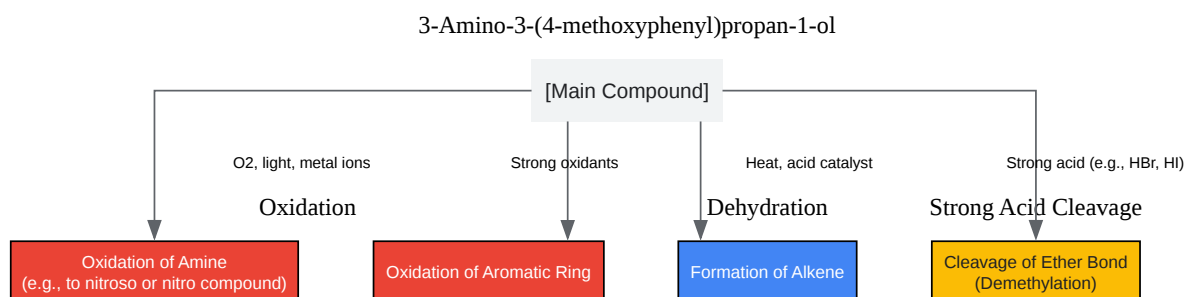 3-Amino-3-(4-methoxyphenyl)propan-1-ol
[Main Compound]
O2, light, metal ions
Strong oxidants
Heat, acid catalyst
Strong acid (e.g., HBr, HI)
Oxidation
Dehydration
Strong Acid Cleavage
Oxidation of Amine
(e.g., to nitroso or nitro compound)
Oxidation of Aromatic Ring
Formation of Alkene
Cleavage of Ether Bond
(Demethylation)